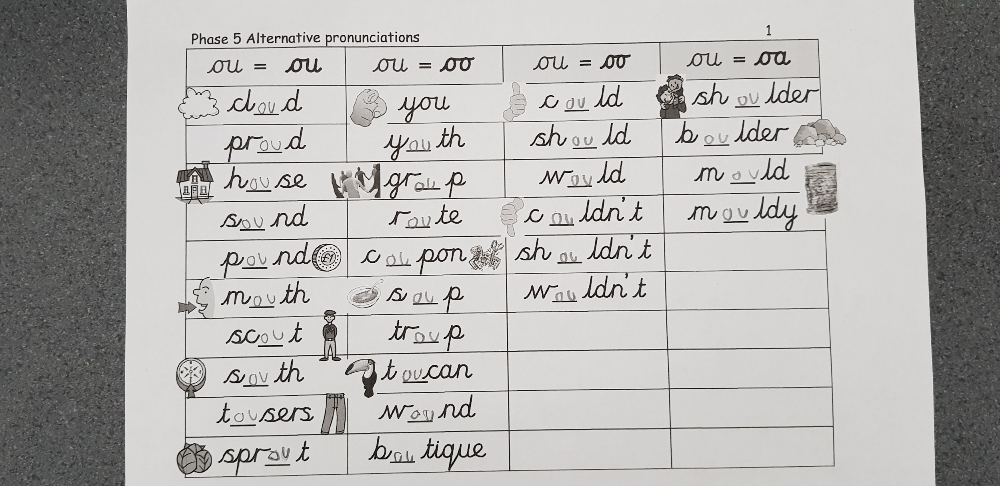 Phase 5 Alternative pronunciations 1
ou = ou ou = oo ou = oo ou = oa
cloud you could shoulder
proud youth should boulder
house group would mould
sound route couldn't mouldy
pound £1 coupon shouldn't
mouth soup wouldn't
scout troup
south toucan
tousers wound
sprout boutique